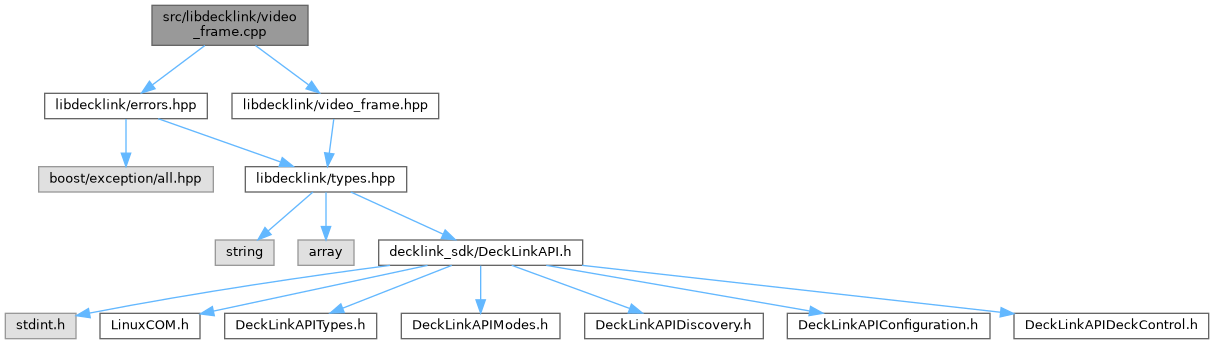 src/libdecklink/video
_frame.cpp
libdecklink/errors.hpp
libdecklink/video_frame.hpp
boost/exception/all.hpp
libdecklink/types.hpp
string
array
decklink_sdk/DeckLinkAPI.h
stdint.h
LinuxCOM.h
DeckLinkAPITypes.h
DeckLinkAPIModes.h
DeckLinkAPIDiscovery.h
DeckLinkAPIConfiguration.h
DeckLinkAPIDeckControl.h